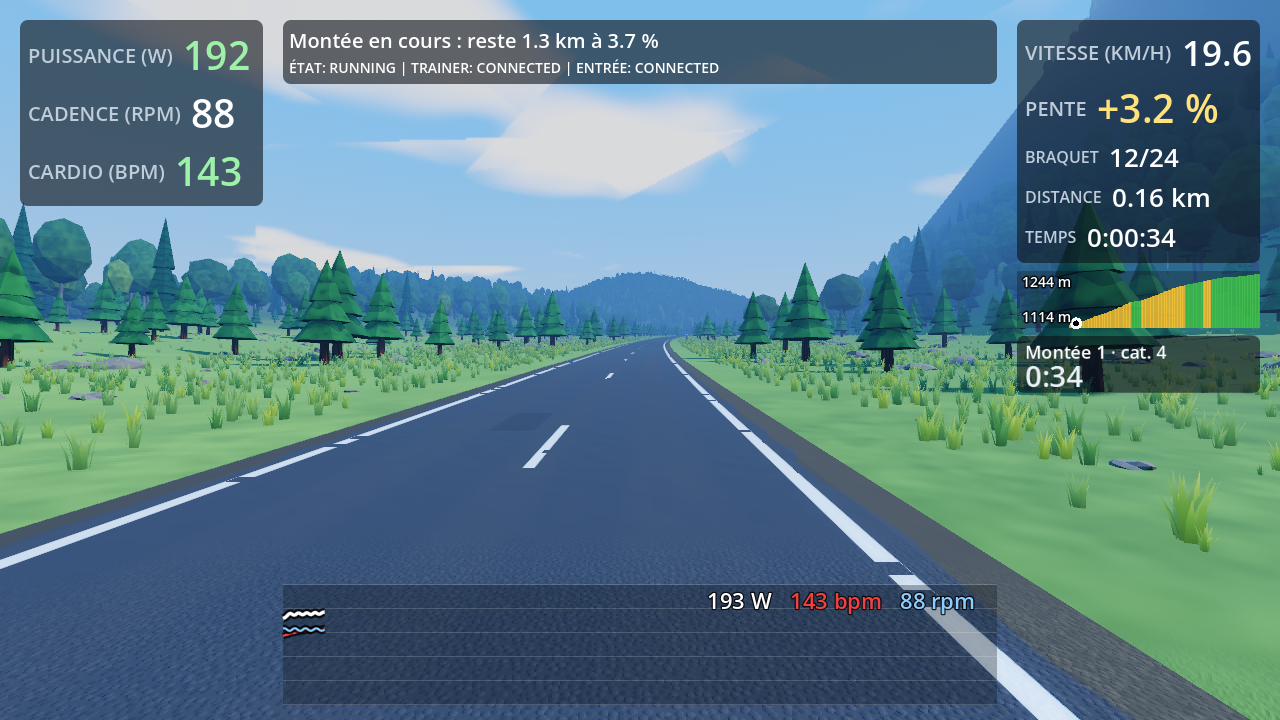 PUISSANCE (W) 192
CADENCE (RPM) 88
CARDIO (BPM) 143
Montée en cours : reste 1.3 km à 3.7 %
ÉTAT: RUNNING | TRAINER: CONNECTED | ENTRÉE: CONNECTED
VITESSE (KM/H) 19.6
PENTE +3.2 %
BRAQUET 12/24
DISTANCE 0.16 km
TEMPS 0:00:34
1244 m
1114 m
Montée 1 · cat. 4
0:34
193 W 143 bpm 88 rpm